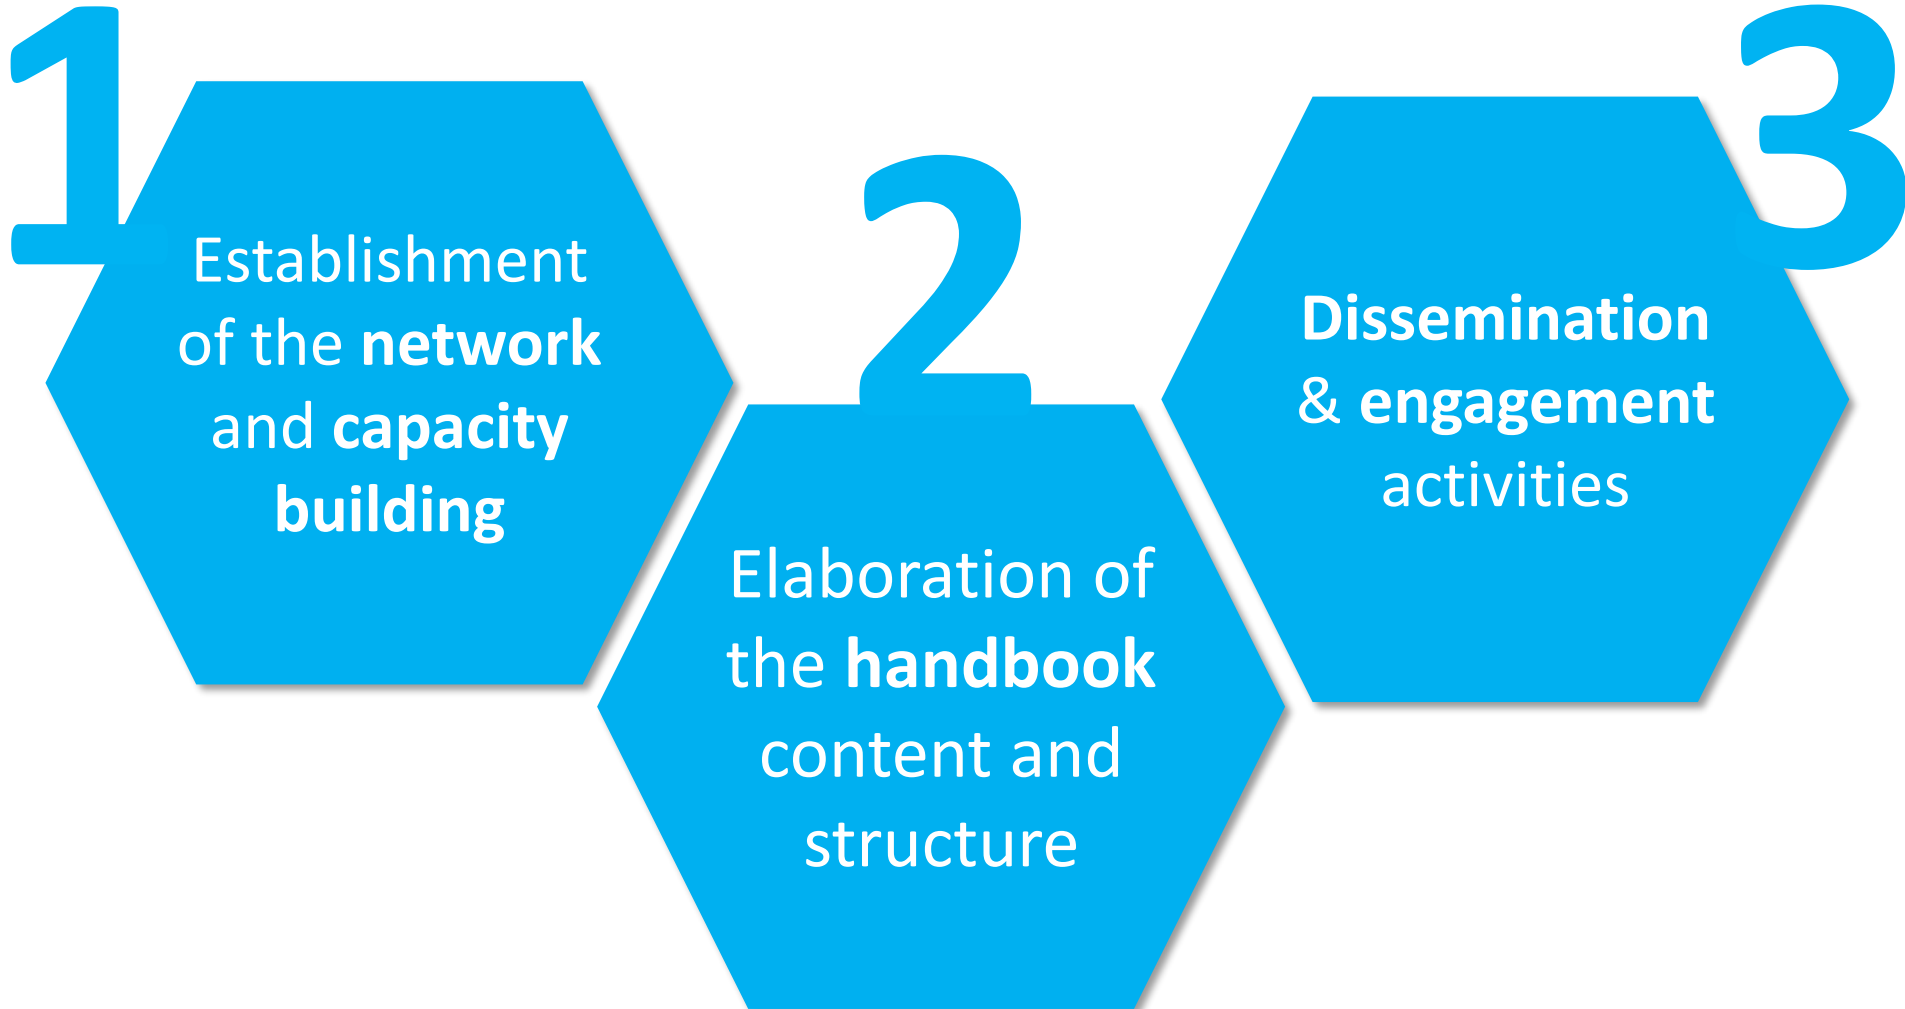 1
Establishment
of the network
and capacity
building
2
Elaboration of
the handbook
content and
structure
3
Dissemination
& engagement
activities